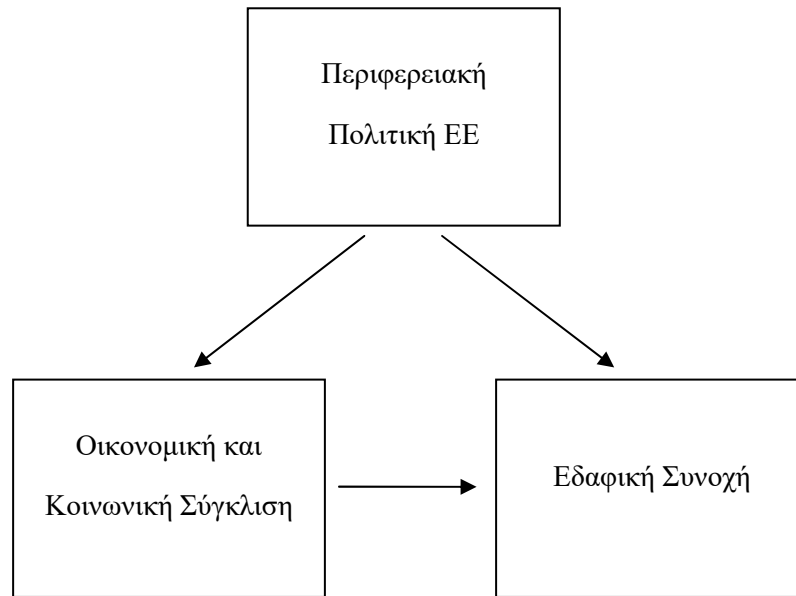 Περιφερειακή
Πολιτική ΕΕ
Οικονομική και
Κοινωνική Σύγκλιση
Εδαφική Συνοχή